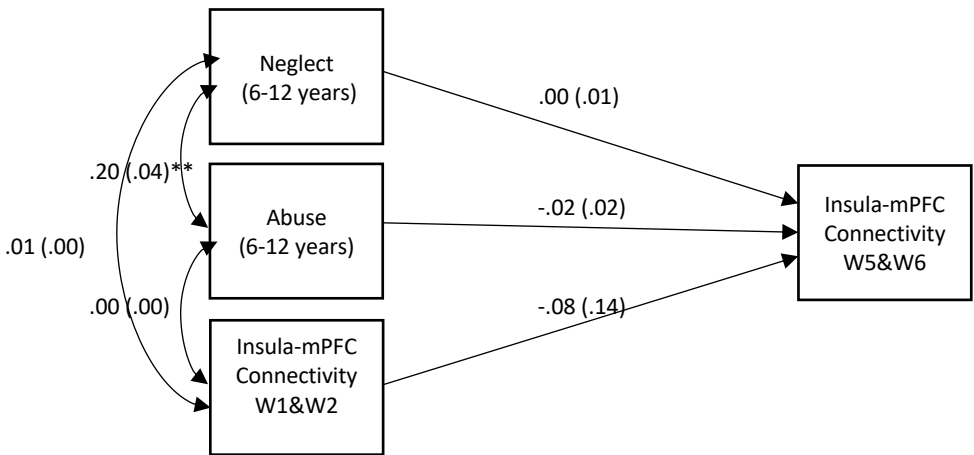 Neglect
(6-12 years)
.00 (.01)
.20 (.04)**
Abuse
(6-12 years)
-.02 (.02)
Insula-mPFC
Connectivity
W5&W6
.01 (.00)
.00 (.00)
-.08 (.14)
Insula-mPFC
Connectivity
W1&W2